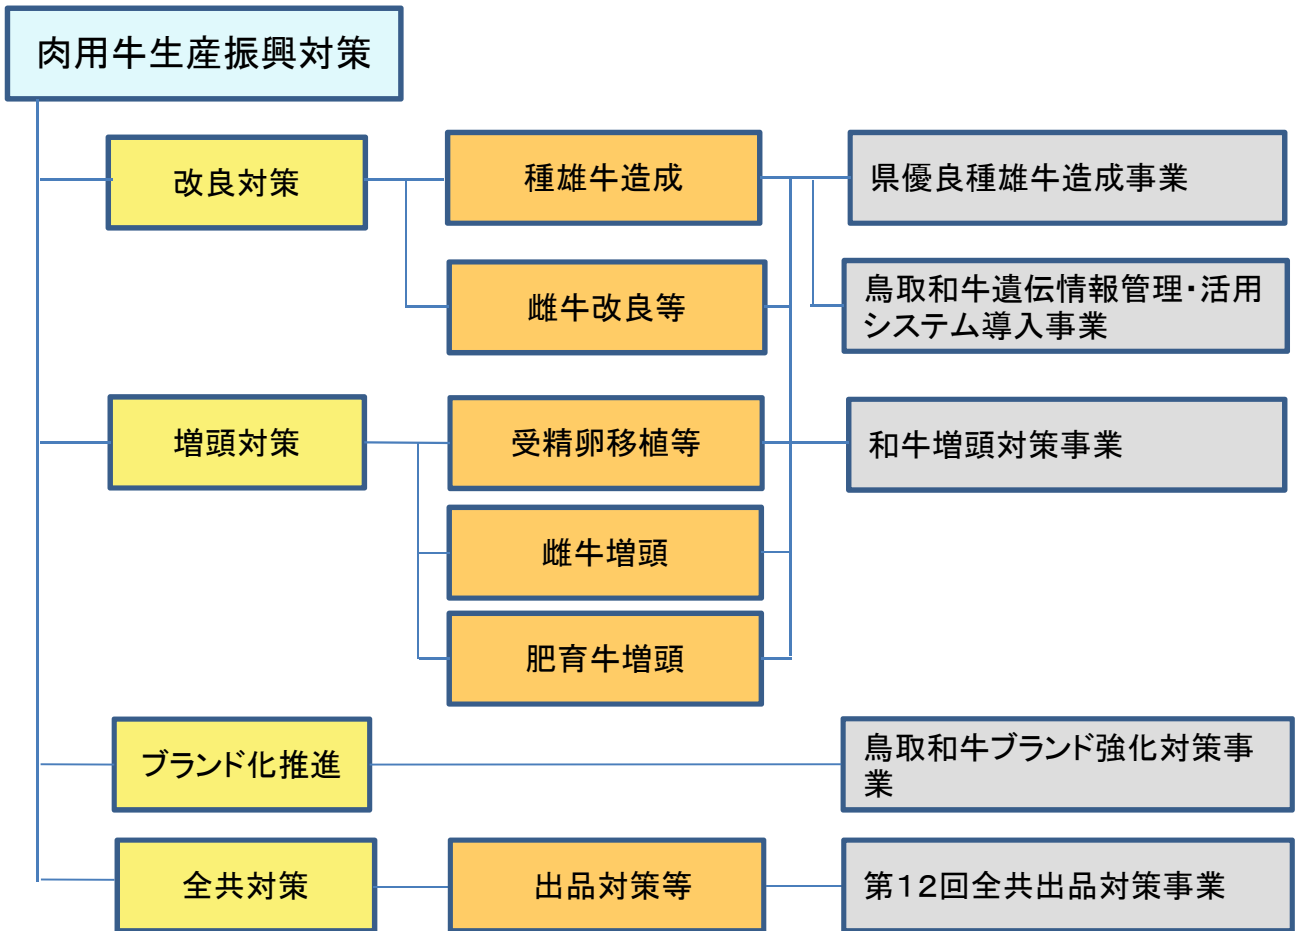 肉用牛生産振興対策
改良対策
種雄牛造成
県優良種雄牛造成事業
雌牛改良等
鳥取和牛遺伝情報管理・活用
システム導入事業
増頭対策
受精卵移植等
和牛増頭対策事業
雌牛増頭
肥育牛増頭
ブランド化推進
鳥取和牛ブランド強化対策事
業
全共対策
出品対策等
第12回全共出品対策事業